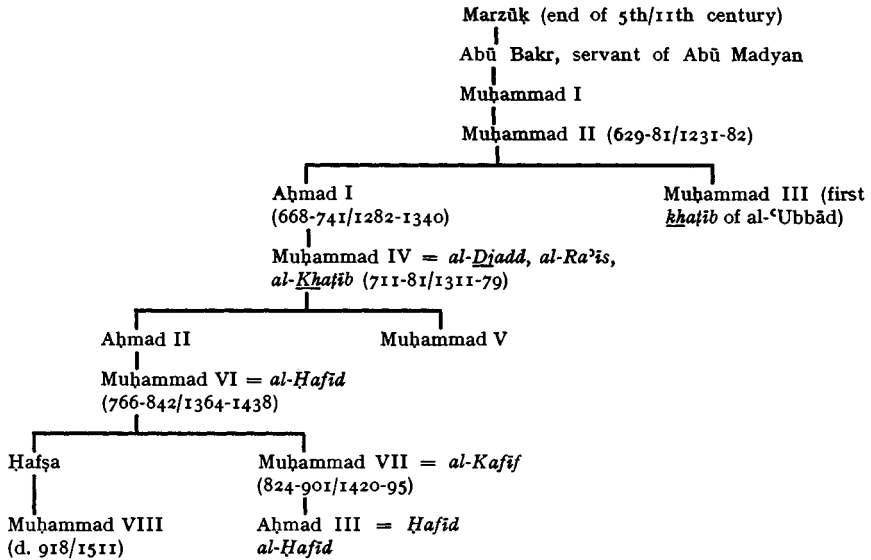 Marzūḳ (end of 5th/11th century)
Abū Bakr, servant of Abū Madyan
Muḥammad I
Muḥammad II (629-81/1231-82)
Aḥmad I
(668-741/1282-1340)
Muḥammad III (first
khaṭīb of al-ʿUbbād)
Muḥammad IV = al-Djadd, al-Raʾīs,
al-Khaṭīb (711-81/1311-79)
Aḥmad II
Muḥammad V
Muḥammad VI = al-Ḥafīd
(766-842/1364-1438)
Ḥafṣa
Muḥammad VII = al-Kafīf
(824-901/1420-95)
Muḥammad VIII
(d. 918/1511)
Aḥmad III = Ḥafīd
al-Ḥafīd